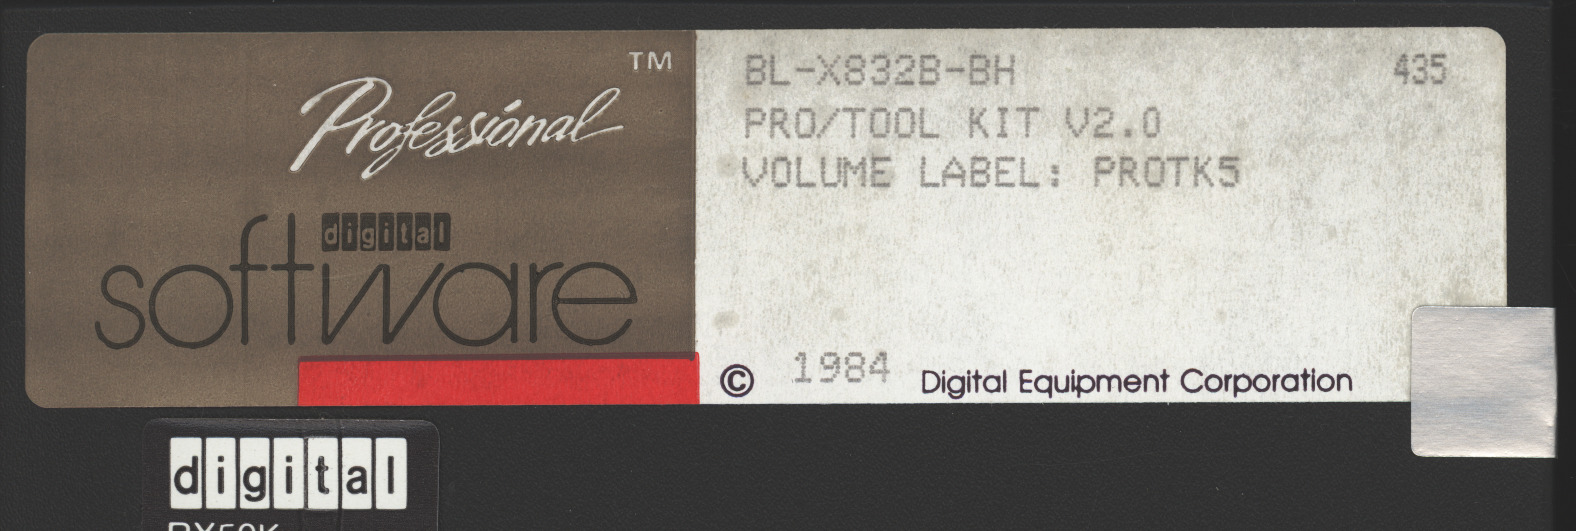 Professional ™
digital
software
BL-X832B-BH 435
PRO/TOOL KIT V2.0
VOLUME LABEL: PROTK5
© 1984 Digital Equipment Corporation
digital
RX50K